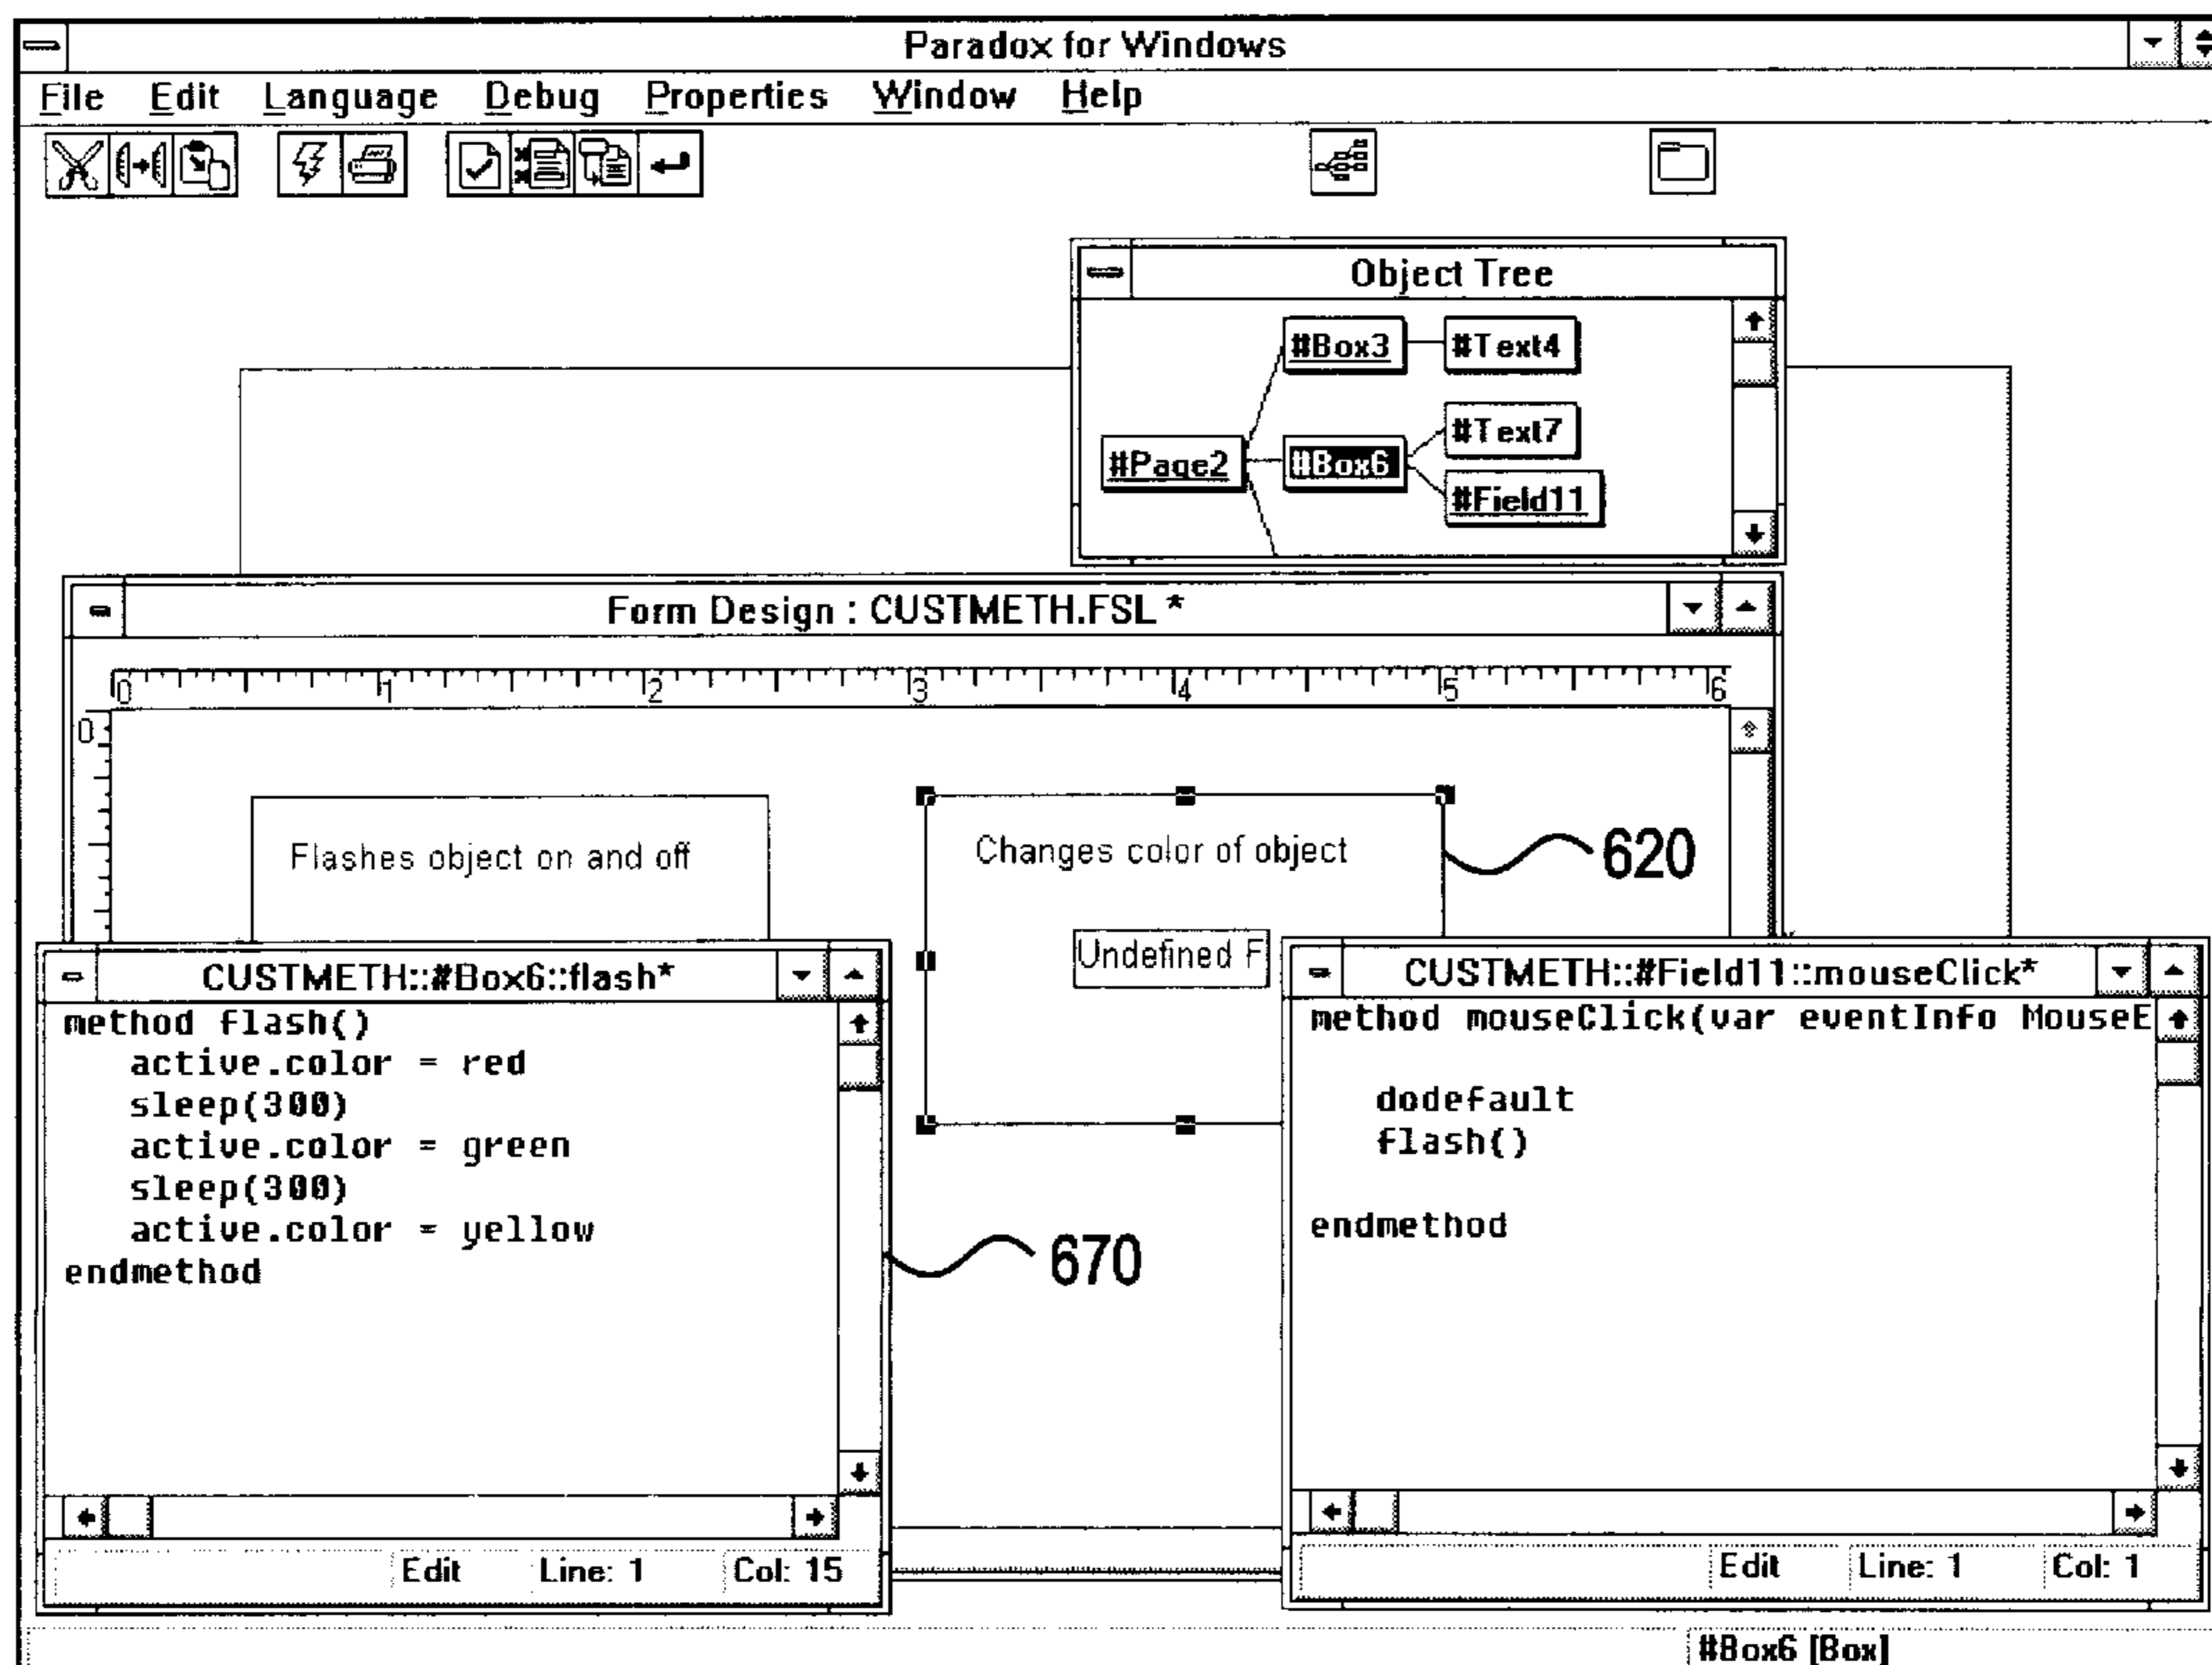 Paradox for Windows
File Edit Language Debug Properties Window Help
Object Tree
#Box3 #Text4
#Text7
#Page2 #Box6
#Field11
Form Design : CUSTMETH.FSL *
0 1 2 3 4 5 6
0
Flashes object on and off
Changes color of object
620
Undefined F
CUSTMETH::#Box6::flash*
method flash()
active.color = red
sleep(300)
active.color = green
sleep(300)
active.color = yellow
endmethod
Edit Line: 1 Col: 15
670
CUSTMETH::#Field11::mouseClick*
method mouseClick(var eventInfo MouseE
dodefault
flash()
endmethod
Edit Line: 1 Col: 1
#Box6 [Box]